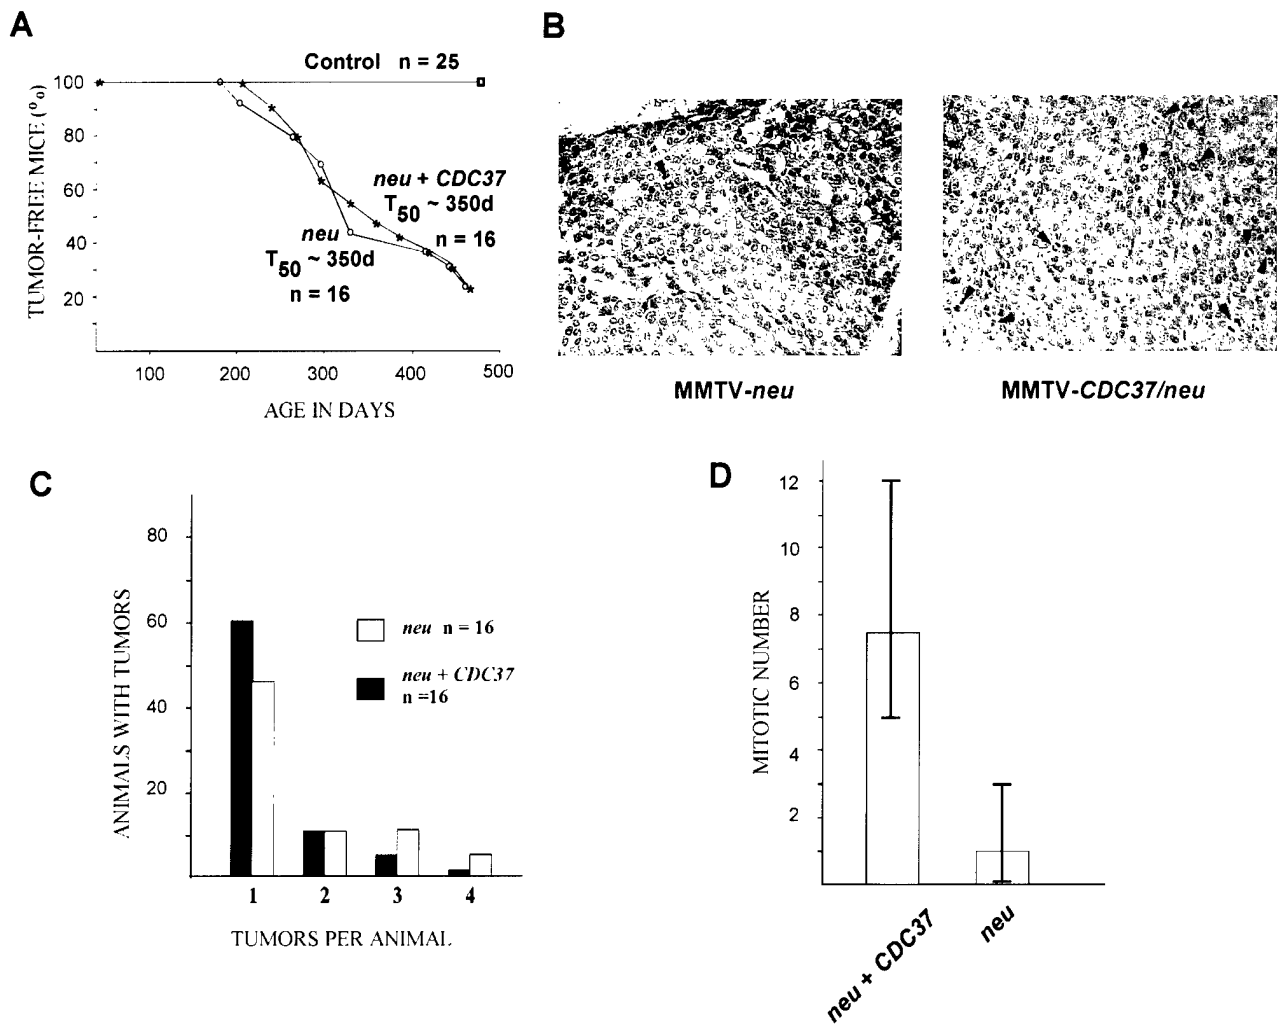 A
Control n = 25
100
80
60
40
20
TUMOR-FREE MICE (%)
neu + CDC37
T50 ~ 350d
n = 16
neu
T50 ~ 350d
n = 16
100 200 300 400 500
AGE IN DAYS
B
MMTV-neu
MMTV-CDC37/neu
C
80
60
40
20
ANIMALS WITH TUMORS
neu n = 16
neu + CDC37
n =16
1 2 3 4
TUMORS PER ANIMAL
D
12
10
8
6
4
2
MITOTIC NUMBER
neu + CDC37
neu